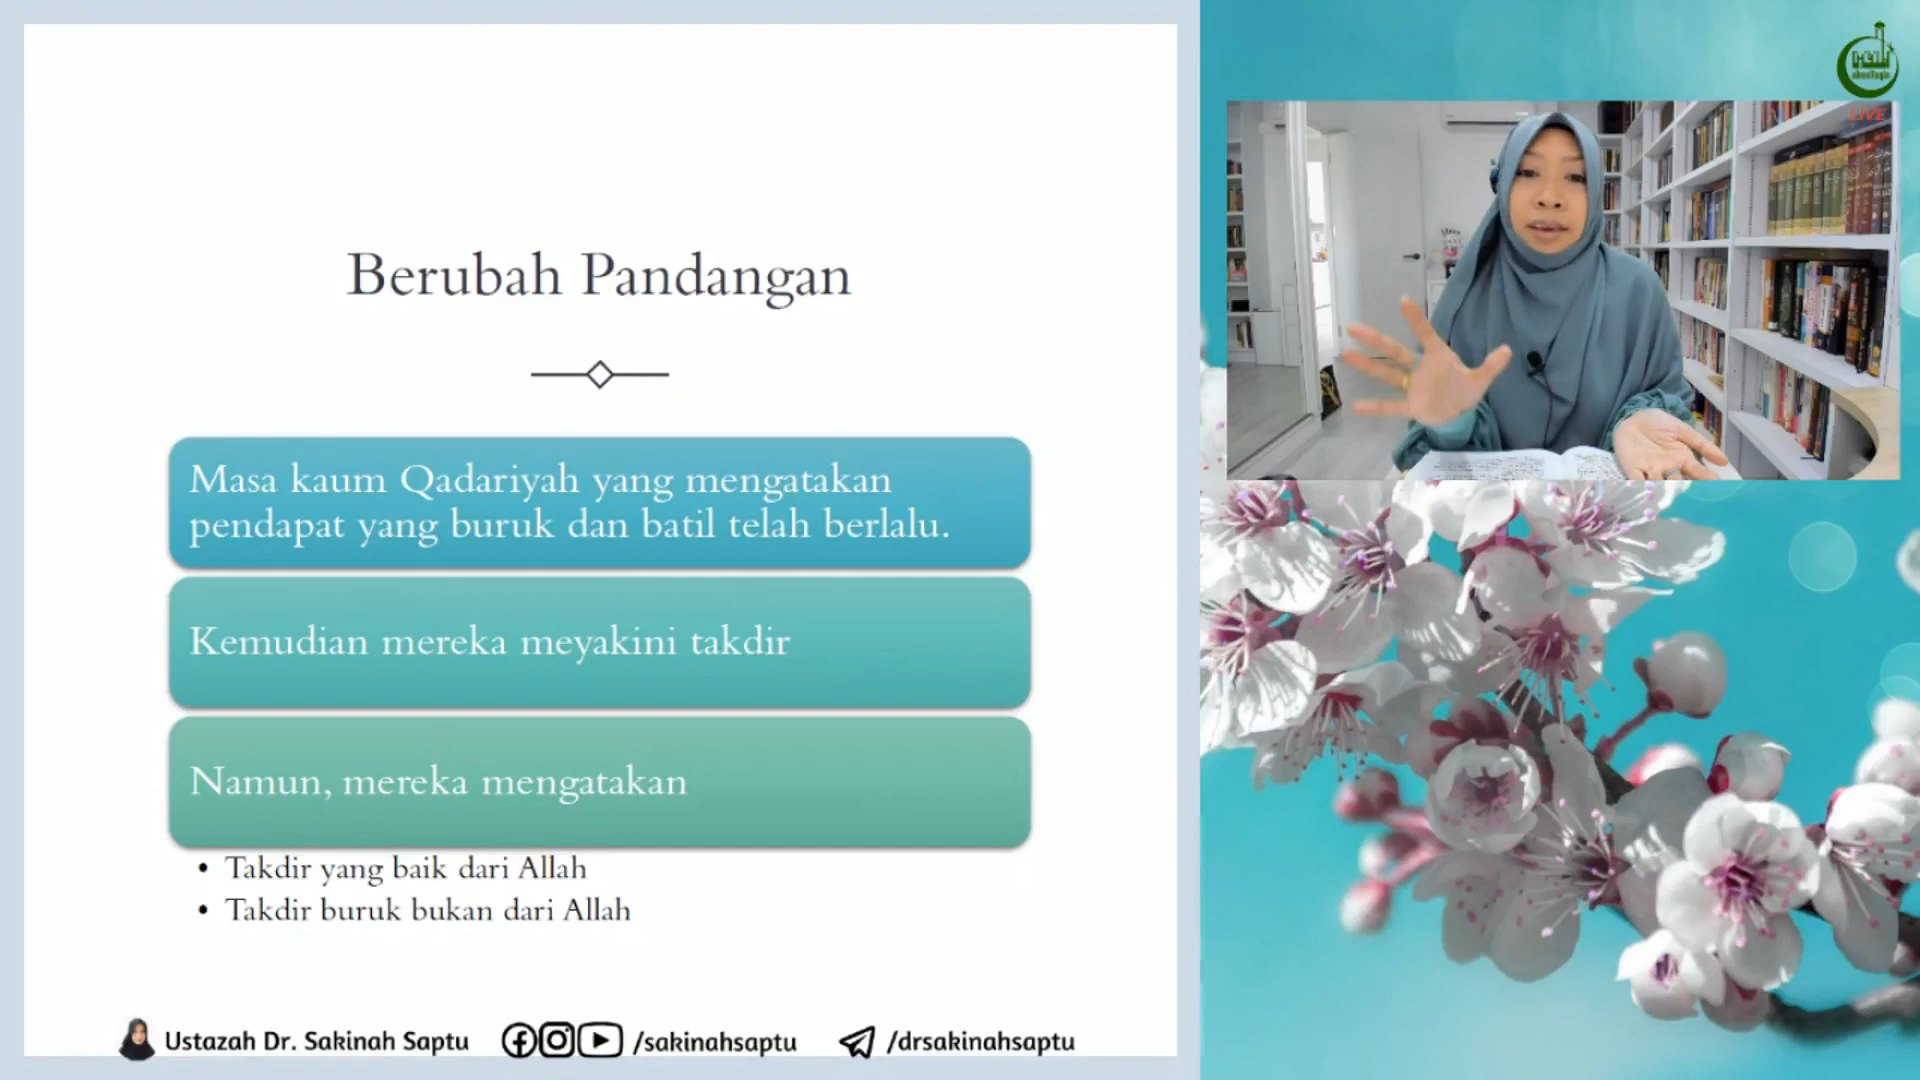 Berubah Pandangan
Masa kaum Qadariyah yang mengatakan
pendapat yang buruk dan batil telah berlalu.
Kemudian mereka meyakini takdir
Namun, mereka mengatakan
• Takdir yang baik dari Allah
• Takdir buruk bukan dari Allah
Ustazah Dr. Sakinah Saptu
/sakinahsaptu
/drsakinahsaptu
LIVE